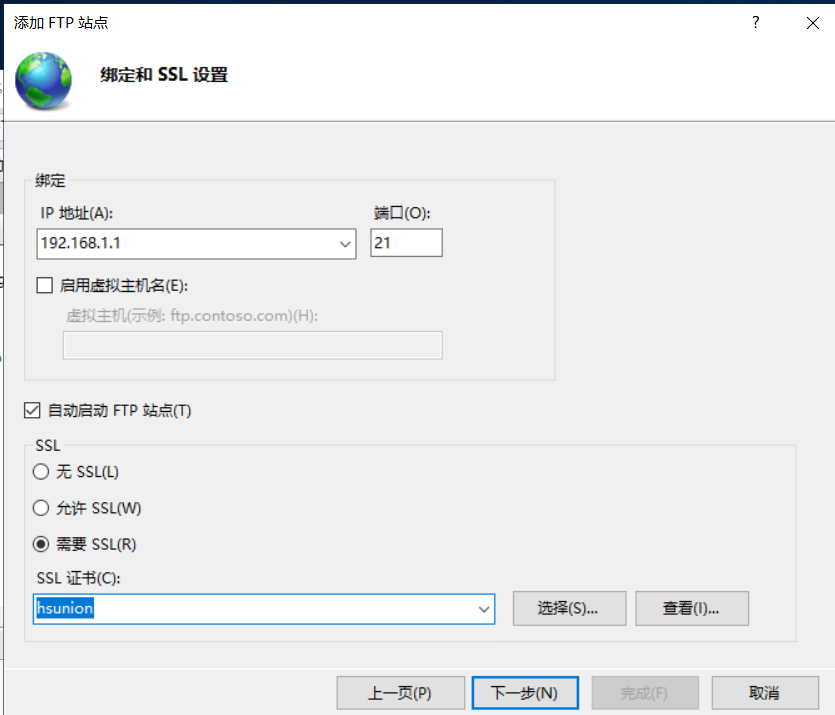 添加 FTP 站点
绑定和 SSL 设置
绑定
IP 地址(A): 端口(O):
192.168.1.1 21
启用虚拟主机名(E):
虚拟主机(示例: ftp.contoso.com)(H):
自动启动 FTP 站点(T)
SSL
无 SSL(L)
允许 SSL(W)
需要 SSL(R)
SSL 证书(C):
hsunion 选择(S)... 查看(I)...
上一页(P) 下一步(N) 完成(F) 取消